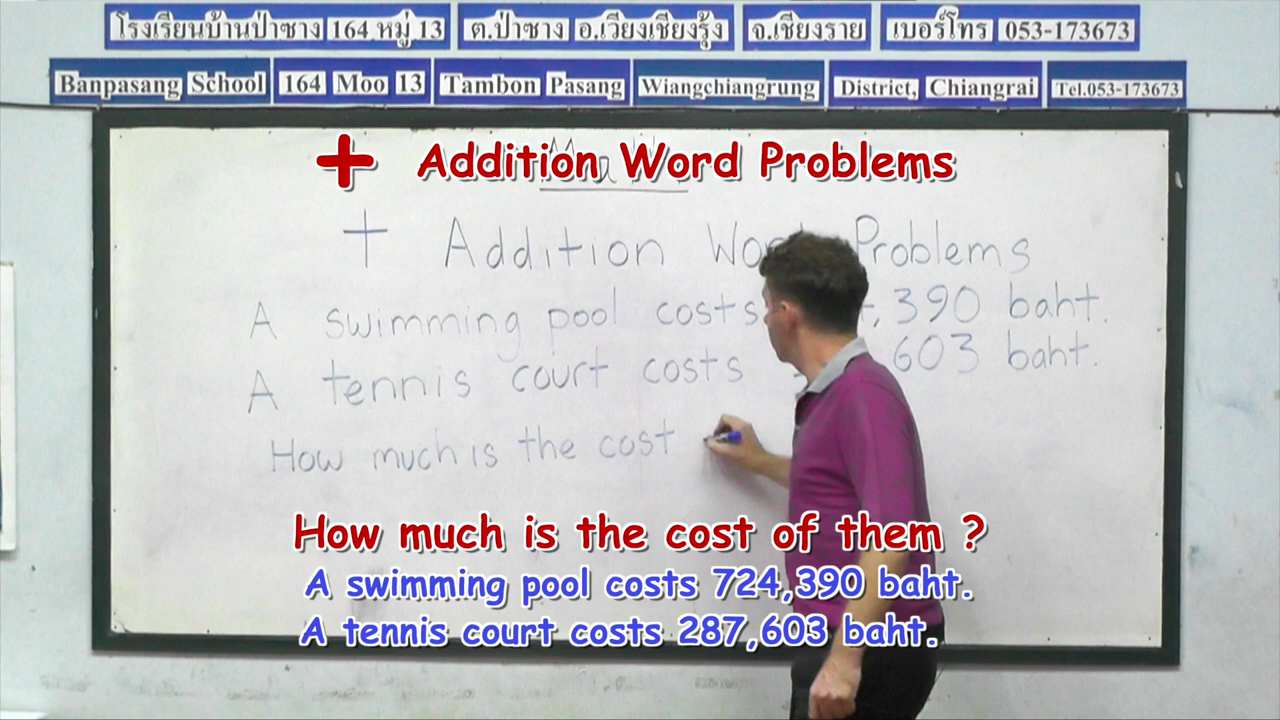 โรงเรียนบ้านป่าซาง 164 หมู่ 13 ต.ป่าซาง อ.เวียงเชียงรุ้ง จ.เชียงราย เบอร์โทร 053-173673
Banpasang School 164 Moo 13 Tambon Pasang Wiangchiangrung District, Chiangrai Tel.053-173673
+ Addition Word Problems
+ Addition Word Problems
A swimming pool costs ,390 baht.
A tennis court costs 603 baht.
How much is the cost
How much is the cost of them ?
A swimming pool costs 724,390 baht.
A tennis court costs 287,603 baht.